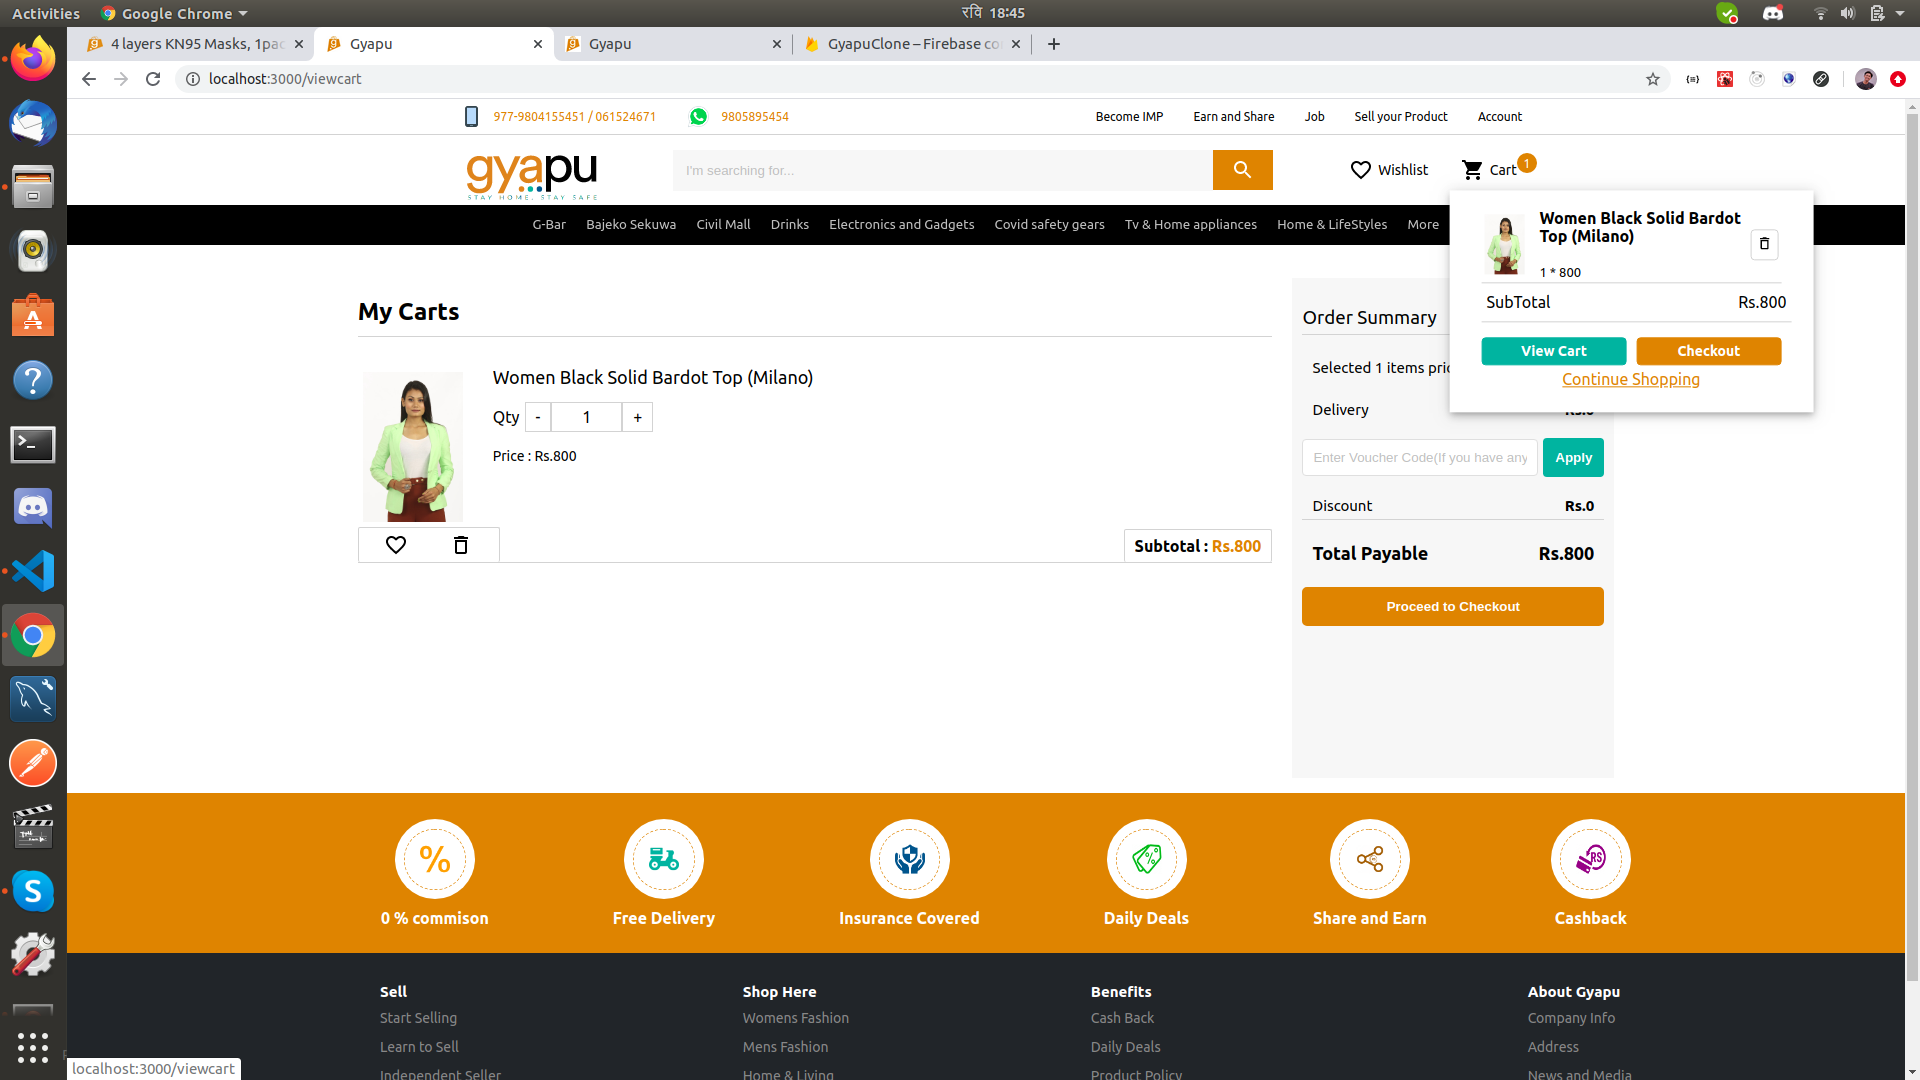 Activities
Google Chrome
रवि 18:45
4 layers KN95 Masks, 1pac
Gyapu
Gyapu
GyapuClone – Firebase co
localhost:3000/viewcart
977-9804155451 / 061524671
9805895454
Become IMP
Earn and Share
Job
Sell your Product
Account
gyapu
STAY HOME, STAY SAFE
I'm searching for...
Wishlist
Cart
1
G-Bar
Bajeko Sekuwa
Civil Mall
Drinks
Electronics and Gadgets
Covid safety gears
Tv & Home appliances
Home & LifeStyles
More
Women Black Solid Bardot
Top (Milano)
1 * 800
SubTotal
Rs.800
View Cart
Checkout
Continue Shopping
My Carts
Women Black Solid Bardot Top (Milano)
Qty
-
1
+
Price : Rs.800
Subtotal : Rs.800
Order Summary
Selected 1 items pric
Delivery
Rs.0
Enter Voucher Code(If you have any
Apply
Discount
Rs.0
Total Payable
Rs.800
Proceed to Checkout
%
RS
0 % commison
Free Delivery
Insurance Covered
Daily Deals
Share and Earn
Cashback
Sell
Start Selling
Learn to Sell
Independent Seller
Shop Here
Womens Fashion
Mens Fashion
Home & Living
Benefits
Cash Back
Daily Deals
Product Policy
About Gyapu
Company Info
Address
News and Media
localhost:3000/viewcart